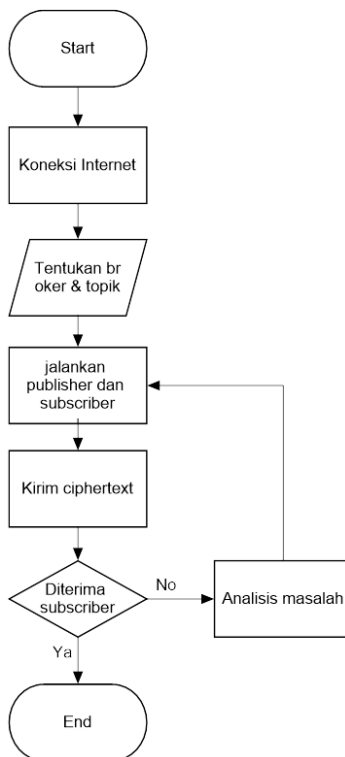 Start
Koneksi Internet
Tentukan br
oker & topik
jalankan
publisher dan
subscriber
Kirim ciphertext
Diterima
subscriber
No
Analisis masalah
Ya
End